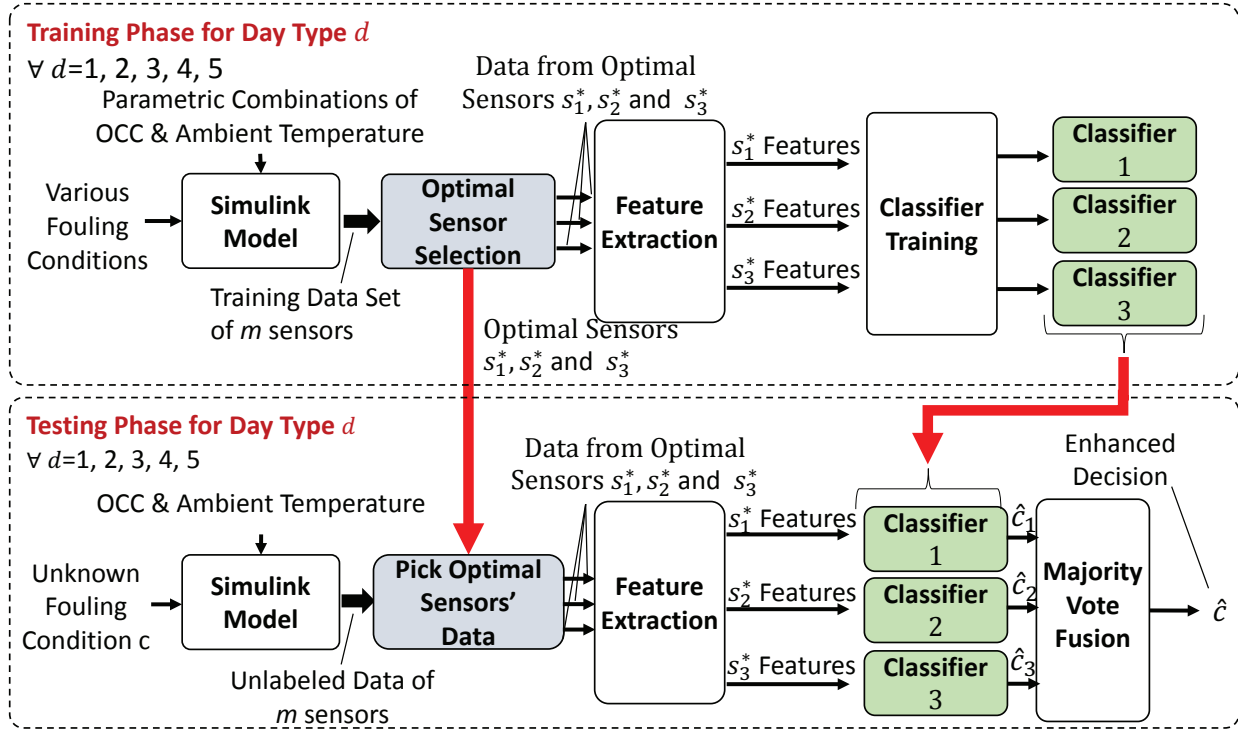 Training Phase for Day Type d
∀ d=1, 2, 3, 4, 5
Parametric Combinations of
OCC & Ambient Temperature
Various
Fouling
Conditions
Simulink
Model
Training Data Set
of m sensors
Optimal
Sensor
Selection
Data from Optimal
Sensors s₁*, s₂* and s₃*
Feature
Extraction
s₁* Features
s₂* Features
s₃* Features
Classifier
Training
Classifier
1
Classifier
2
Classifier
3
Optimal Sensors
s₁*, s₂* and s₃*
Testing Phase for Day Type d
∀ d=1, 2, 3, 4, 5
OCC & Ambient Temperature
Unknown
Fouling
Condition c
Simulink
Model
Unlabeled Data of
m sensors
Pick Optimal
Sensors’
Data
Data from Optimal
Sensors s₁*, s₂* and s₃*
Feature
Extraction
s₁* Features
s₂* Features
s₃* Features
Classifier
1
Classifier
2
Classifier
3
ĉ₁
ĉ₂
ĉ₃
Majority
Vote
Fusion
Enhanced
Decision
ĉ